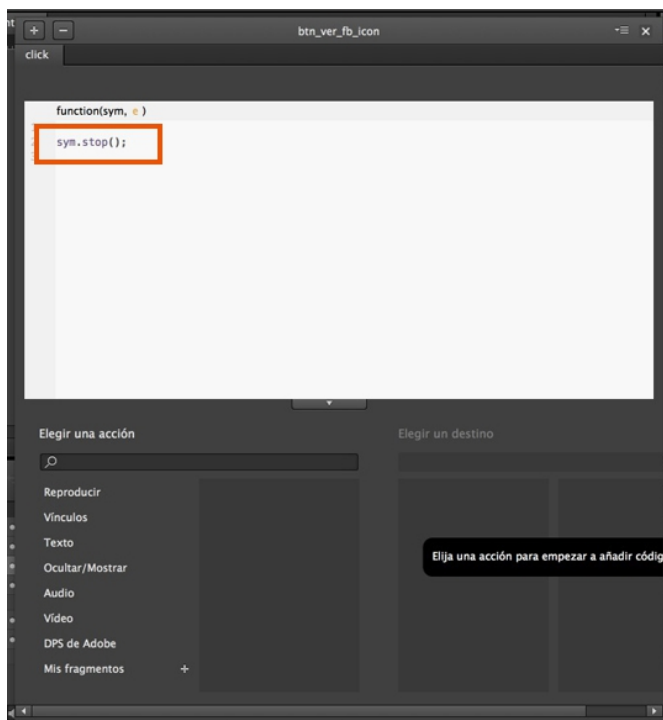 btn_ver_fb_icon
click
function(sym, e )
sym.stop();
Elegir una acción
Elegir un destino
Reproducir
Vínculos
Texto
Ocultar/Mostrar
Audio
Vídeo
DPS de Adobe
Mis fragmentos +
Elija una acción para empezar a añadir códig